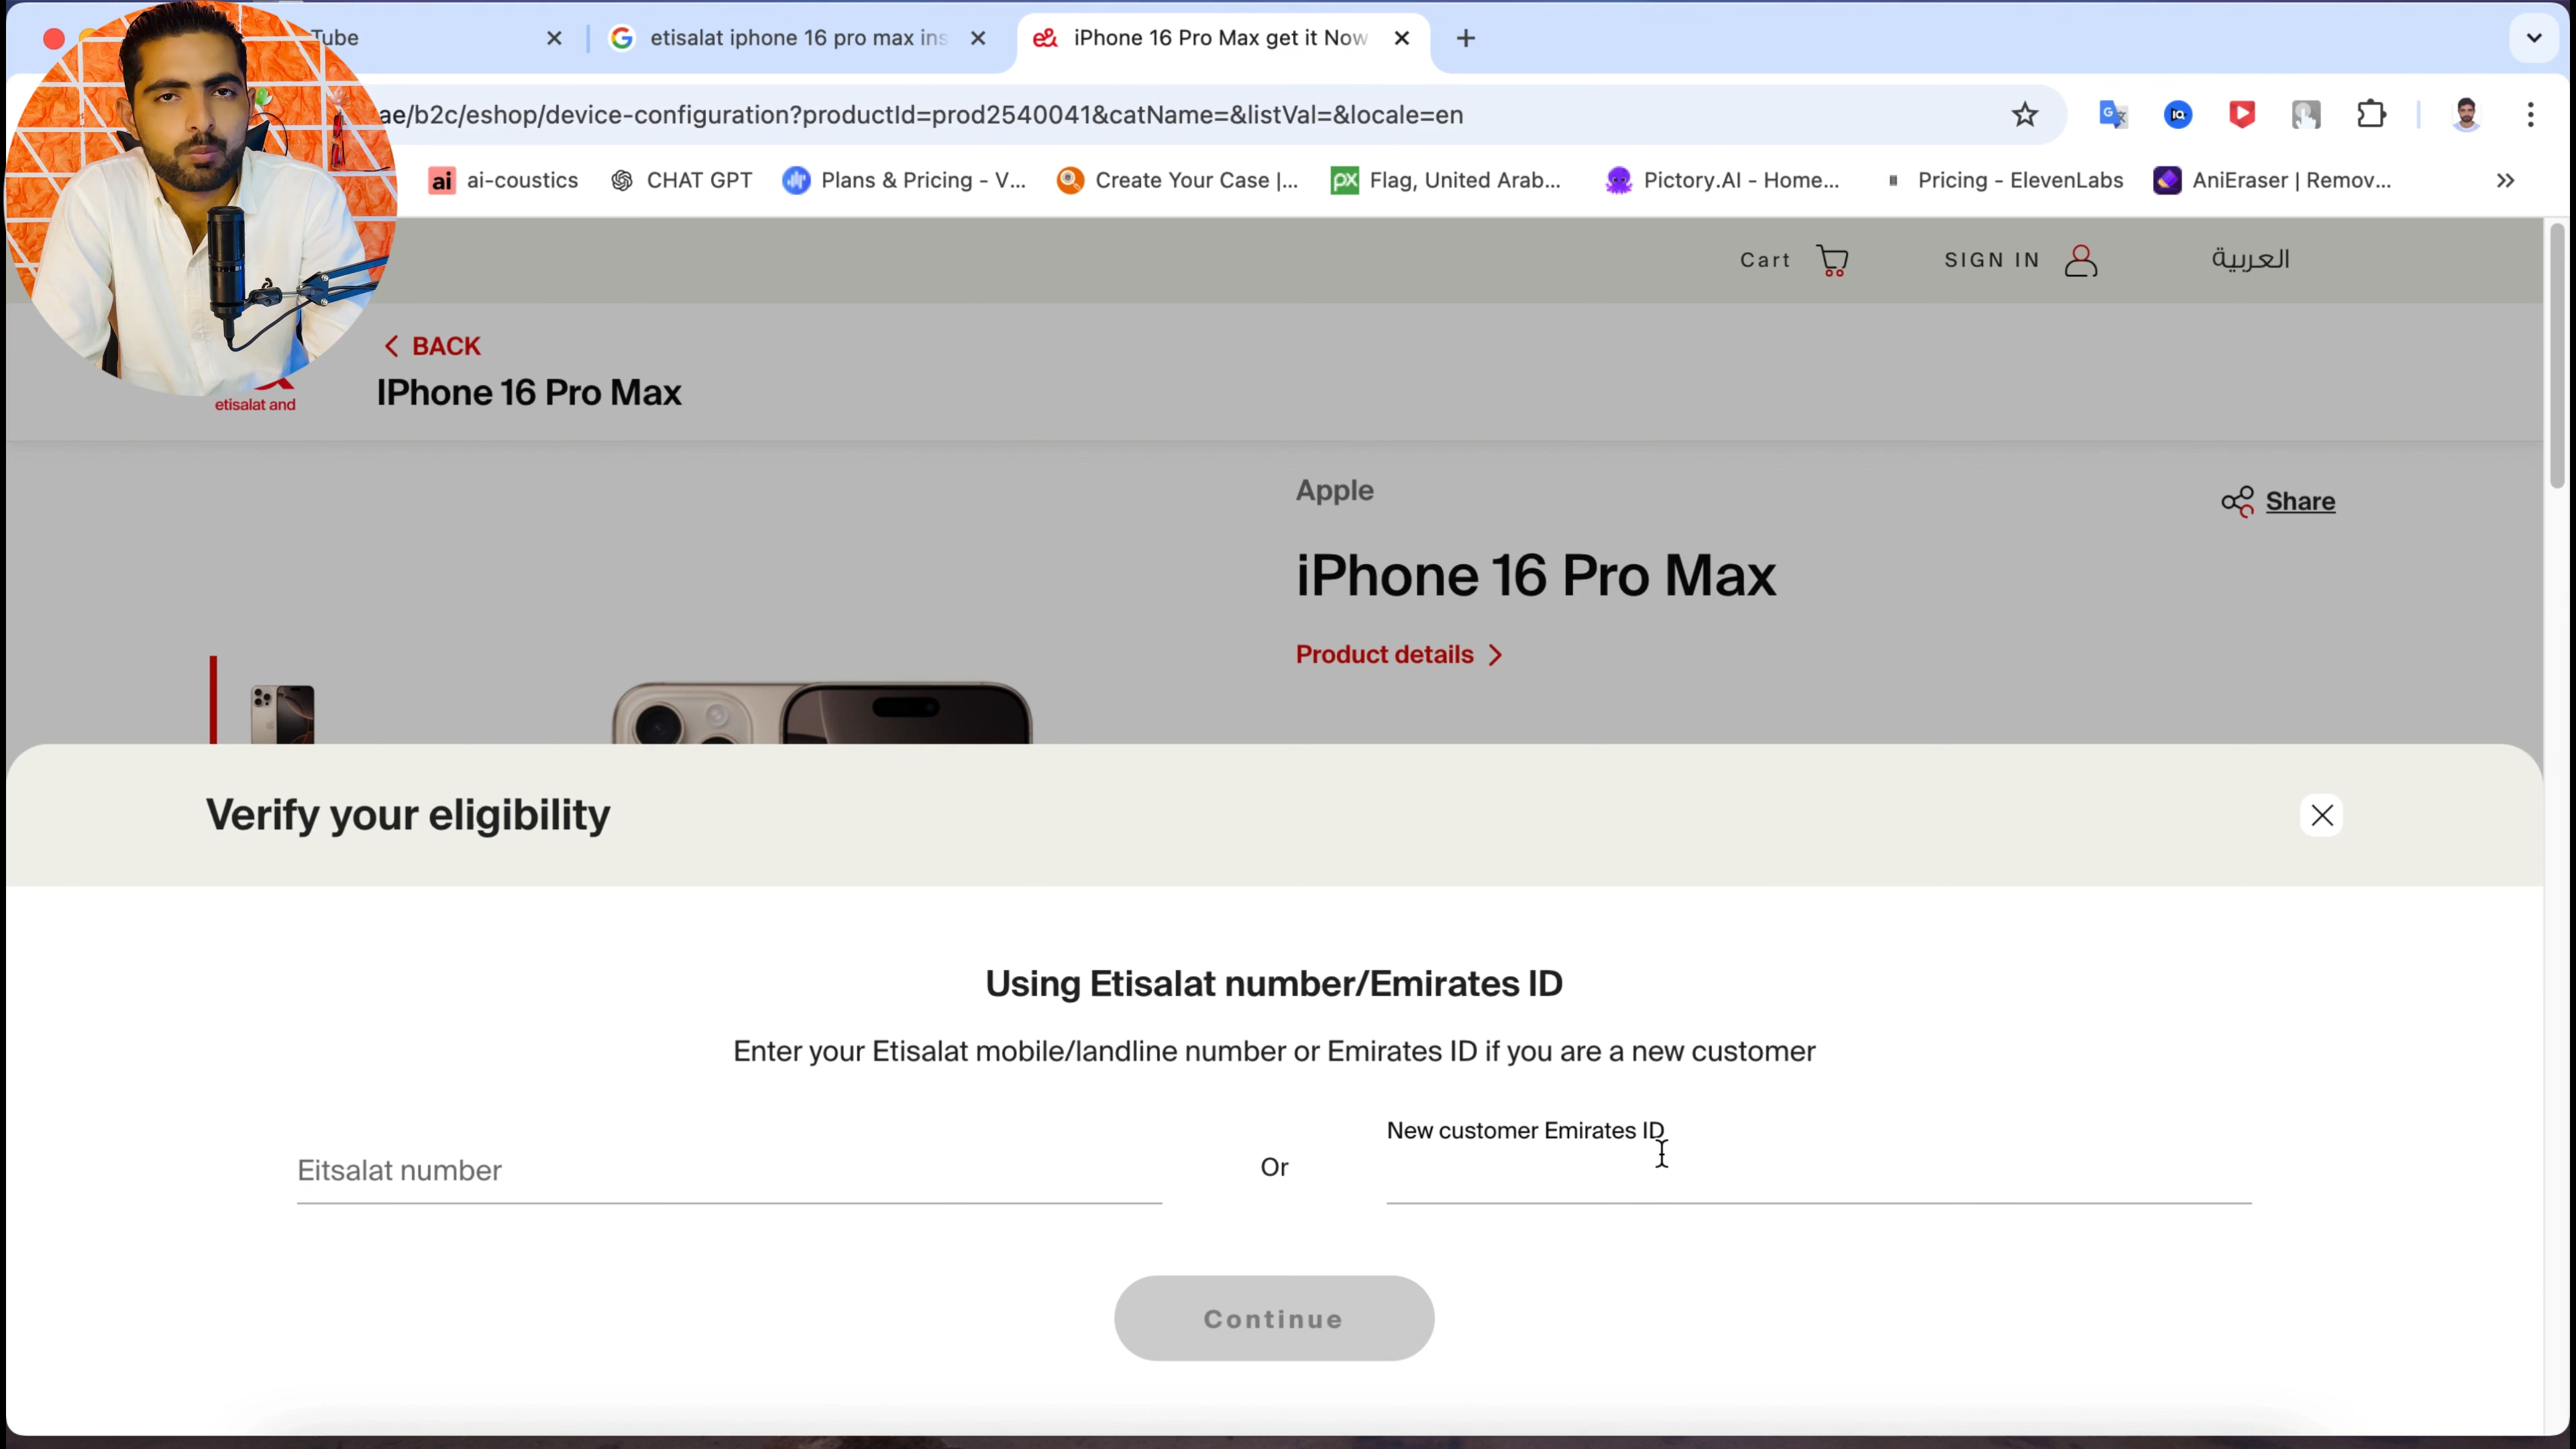 Tube
etisalat iphone 16 pro max ins
iPhone 16 Pro Max get it Now
ae/b2c/eshop/device-configuration?productId=prod2540041&catName=&listVal=&locale=en
ai ai-coustics
CHAT GPT
Plans & Pricing - V...
Create Your Case |...
px Flag, United Arab...
Pictory.AI - Home...
Pricing - ElevenLabs
AniEraser | Remov...
Cart
SIGN IN
العربية
BACK
IPhone 16 Pro Max
etisalat and
Apple
Share
iPhone 16 Pro Max
Product details
Verify your eligibility
Using Etisalat number/Emirates ID
Enter your Etisalat mobile/landline number or Emirates ID if you are a new customer
New customer Emirates ID
Eitsalat number
Or
Continue